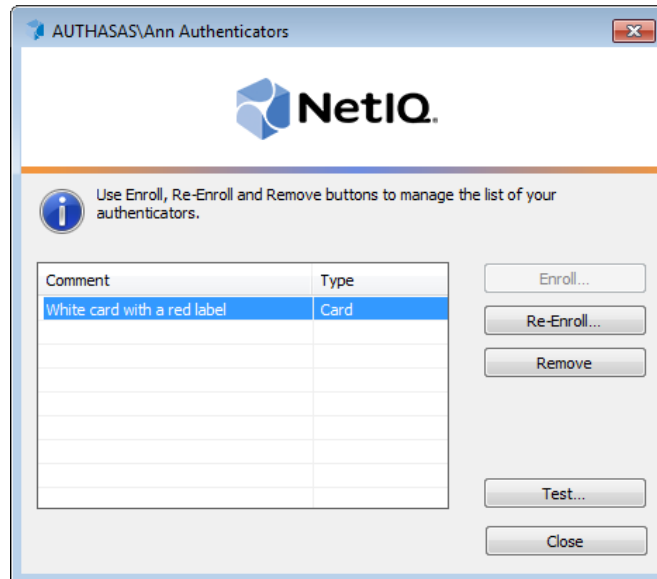 AUTHASAS\Ann Authenticators
NetIQ.
Use Enroll, Re-Enroll and Remove buttons to manage the list of your
authenticators.
Comment Type
White card with a red label Card
Enroll...
Re-Enroll...
Remove
Test...
Close